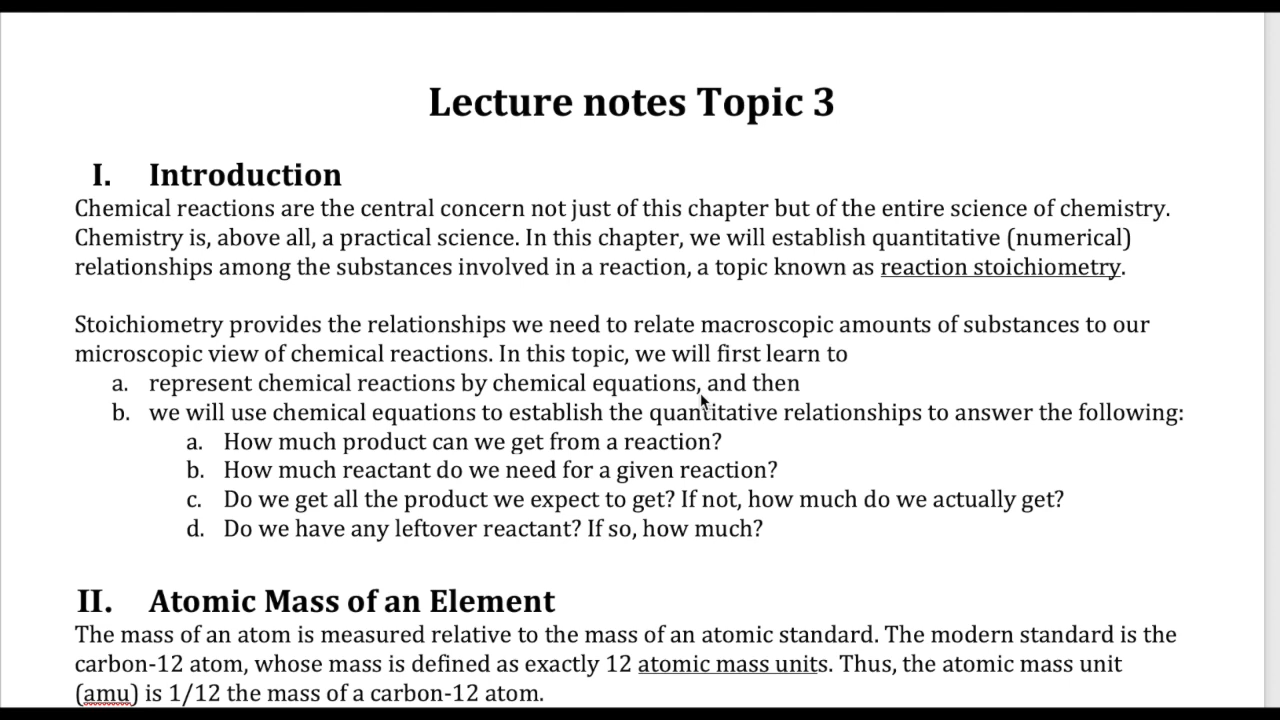 Lecture notes Topic 3
I. Introduction
Chemical reactions are the central concern not just of this chapter but of the entire science of chemistry.
Chemistry is, above all, a practical science. In this chapter, we will establish quantitative (numerical)
relationships among the substances involved in a reaction, a topic known as reaction stoichiometry.
Stoichiometry provides the relationships we need to relate macroscopic amounts of substances to our
microscopic view of chemical reactions. In this topic, we will first learn to
a. represent chemical reactions by chemical equations, and then
b. we will use chemical equations to establish the quantitative relationships to answer the following:
a. How much product can we get from a reaction?
b. How much reactant do we need for a given reaction?
c. Do we get all the product we expect to get? If not, how much do we actually get?
d. Do we have any leftover reactant? If so, how much?
II. Atomic Mass of an Element
The mass of an atom is measured relative to the mass of an atomic standard. The modern standard is the
carbon-12 atom, whose mass is defined as exactly 12 atomic mass units. Thus, the atomic mass unit
(amu) is 1/12 the mass of a carbon-12 atom.